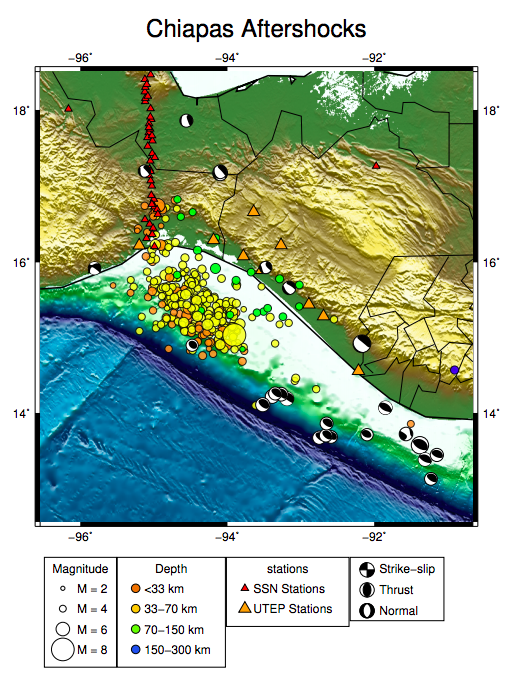 Chiapas Aftershocks
−96˚ −94˚ −92˚
18˚ 18˚
16˚ 16˚
14˚ 14˚
−96˚ −94˚ −92˚
Magnitude
M = 2
M = 4
M = 6
M = 8
Depth
<33 km
33−70 km
70−150 km
150−300 km
stations
SSN Stations
UTEP Stations
Strike−slip
Thrust
Normal